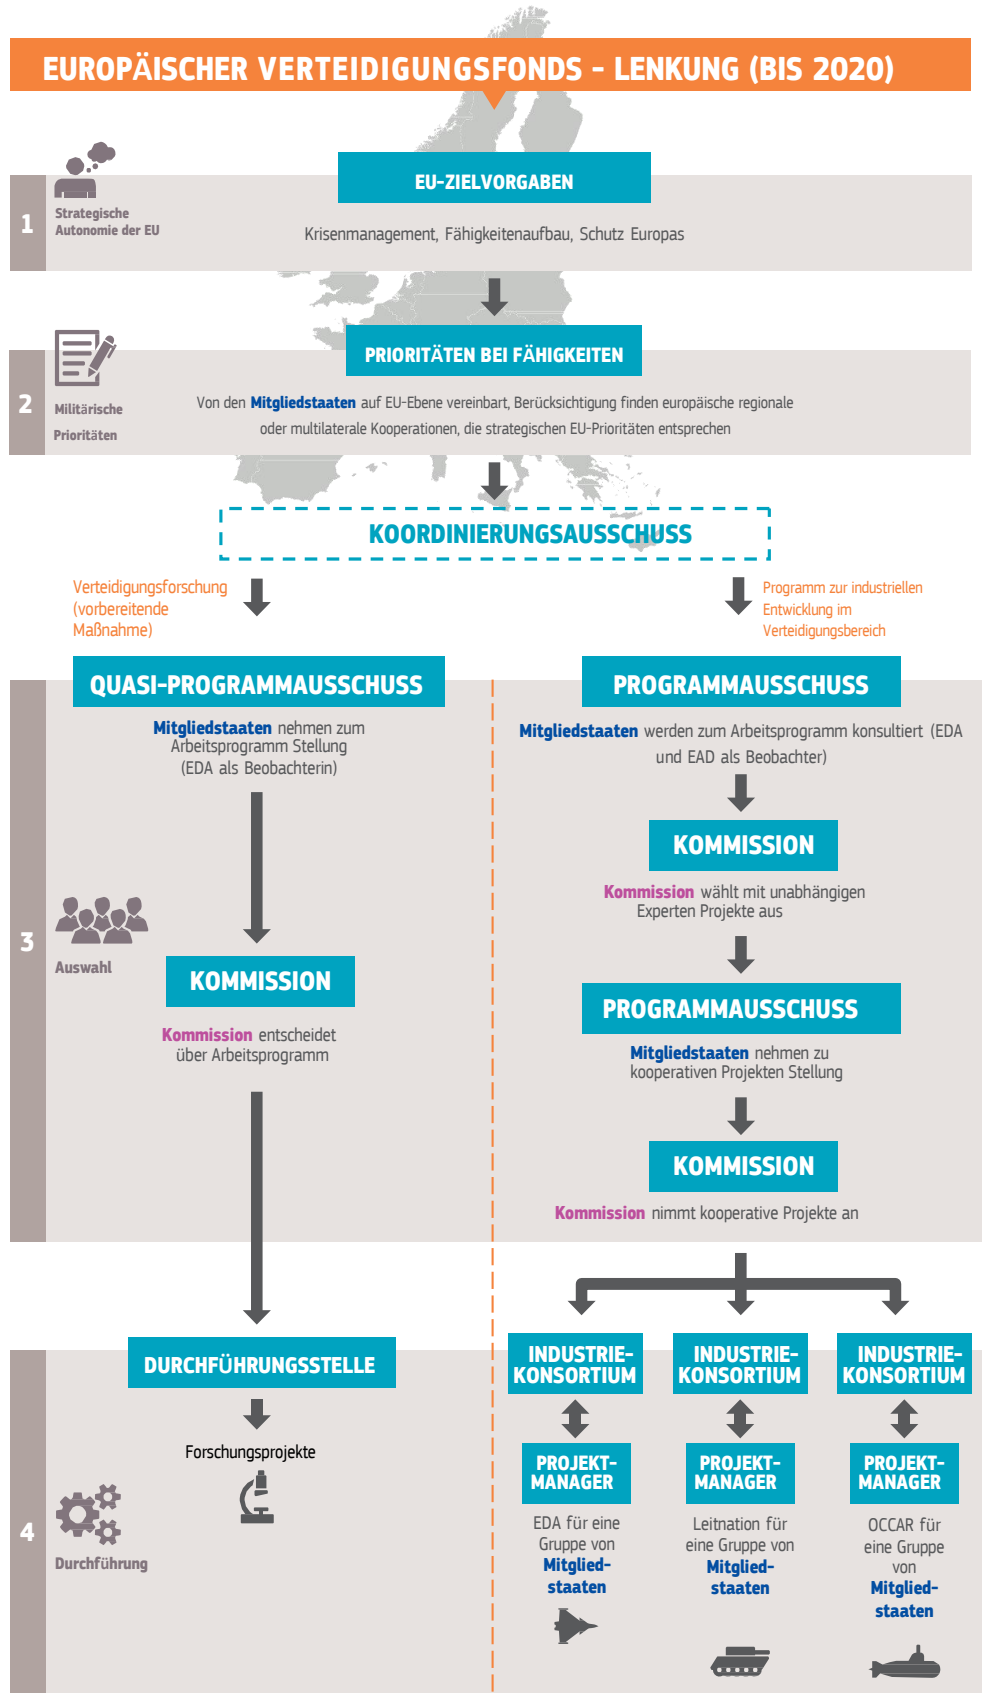 EUROPÄISCHER VERTEIDIGUNGSFONDS - LENKUNG (BIS 2020)
1
Strategische
Autonomie der EU
EU-ZIELVORGABEN
Krisenmanagement, Fähigkeitenaufbau, Schutz Europas
2
Militärische
Prioritäten
PRIORITÄTEN BEI FÄHIGKEITEN
Von den Mitgliedstaaten auf EU-Ebene vereinbart, Berücksichtigung finden europäische regionale
oder multilaterale Kooperationen, die strategischen EU-Prioritäten entsprechen
KOORDINIERUNGSAUSSCHUSS
Verteidigungsforschung
(vorbereitende
Maßnahme)
Programm zur industriellen
Entwicklung im
Verteidigungsbereich
3
Auswahl
QUASI-PROGRAMMAUSSCHUSS
Mitgliedstaaten nehmen zum
Arbeitsprogramm Stellung
(EDA als Beobachterin)
KOMMISSION
Kommission entscheidet
über Arbeitsprogramm
PROGRAMMAUSSCHUSS
Mitgliedstaaten werden zum Arbeitsprogramm konsultiert (EDA
und EAD als Beobachter)
KOMMISSION
Kommission wählt mit unabhängigen
Experten Projekte aus
PROGRAMMAUSSCHUSS
Mitgliedstaaten nehmen zu
kooperativen Projekten Stellung
KOMMISSION
Kommission nimmt kooperative Projekte an
4
Durchführung
DURCHFÜHRUNGSSTELLE
Forschungsprojekte
INDUSTRIE-
KONSORTIUM
PROJEKT-
MANAGER
EDA für eine
Gruppe von
Mitglied-
staaten
INDUSTRIE-
KONSORTIUM
PROJEKT-
MANAGER
Leitnation für
eine Gruppe von
Mitglied-
staaten
INDUSTRIE-
KONSORTIUM
PROJEKT-
MANAGER
OCCAR für
eine Gruppe
von
Mitglied-
staaten